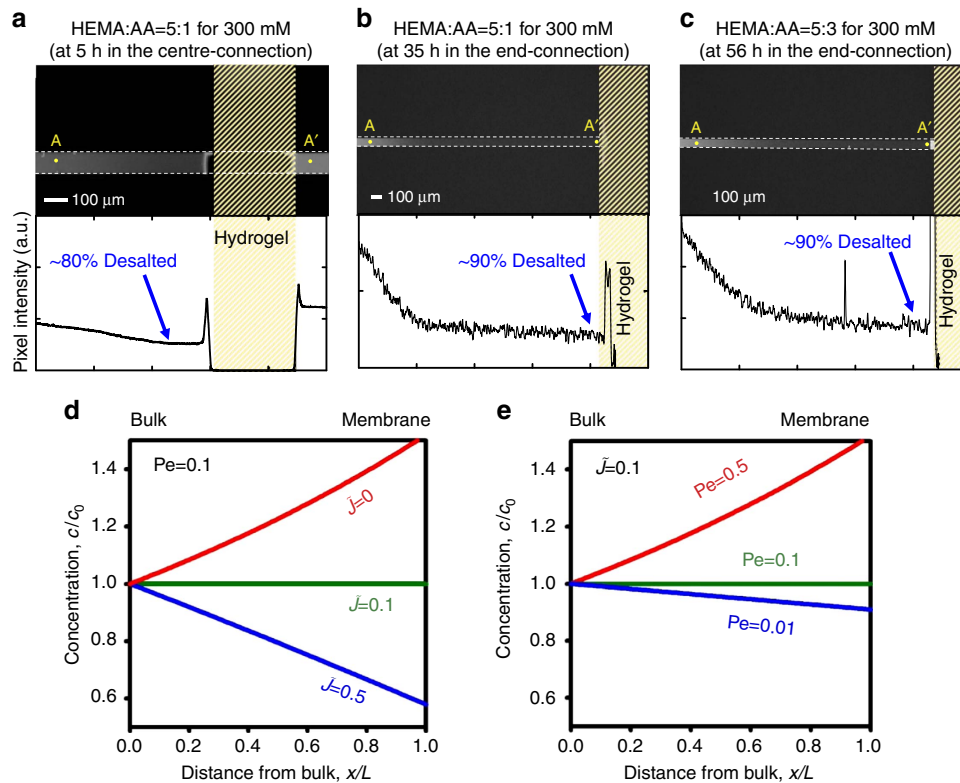 a
HEMA:AA=5:1 for 300 mM
(at 5 h in the centre-connection)
A
A′
100 μm
Pixel intensity (a.u.)
Hydrogel
~80% Desalted
b
HEMA:AA=5:1 for 300 mM
(at 35 h in the end-connection)
A
A′
100 μm
~90% Desalted
Hydrogel
c
HEMA:AA=5:3 for 300 mM
(at 56 h in the end-connection)
A
A′
100 μm
~90% Desalted
Hydrogel
d
Bulk
Membrane
Pe=0.1
J̃=0
J̃=0.1
J̃=0.5
Concentration, c/c₀
1.4
1.2
1.0
0.8
0.6
0.0
0.2
0.4
0.6
0.8
1.0
Distance from bulk, x/L
e
Bulk
Membrane
J̃=0.1
Pe=0.5
Pe=0.1
Pe=0.01
Concentration, c/c₀
1.4
1.2
1.0
0.8
0.6
0.0
0.2
0.4
0.6
0.8
1.0
Distance from bulk, x/L